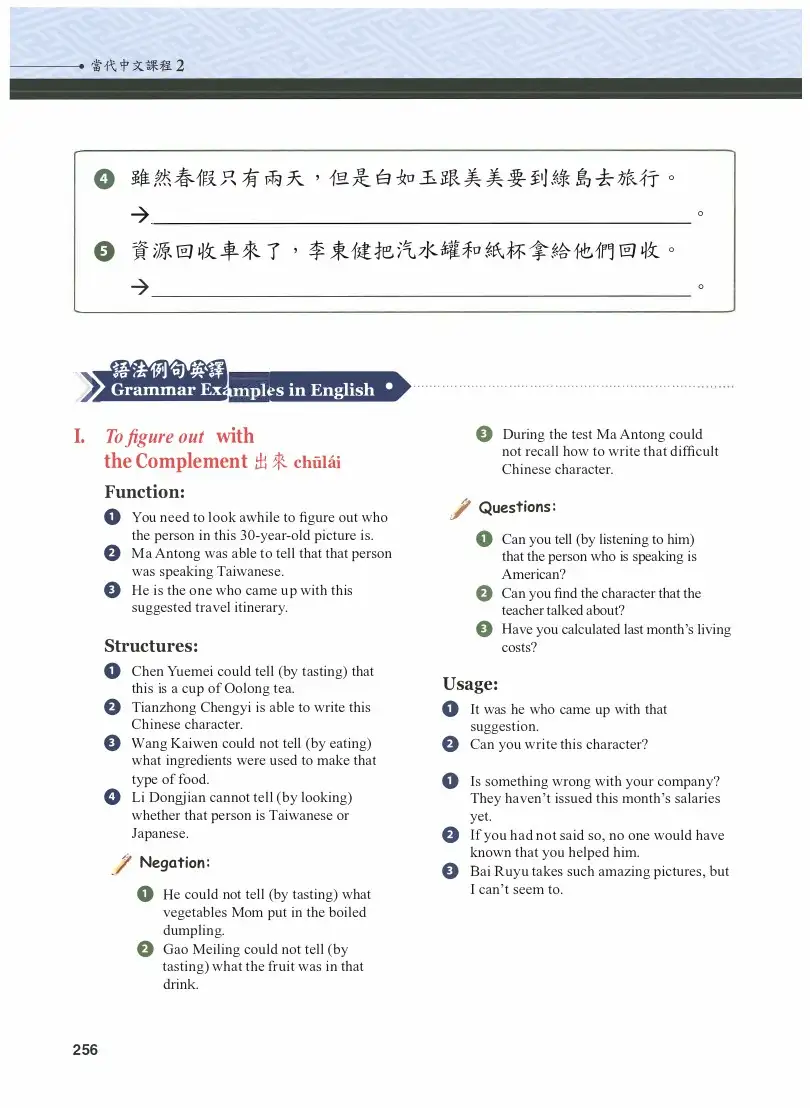 當代中文課程 2
4 雖然春假只有兩天，但是白如玉跟美美要到綠島去旅行。
→ 。
5 資源回收車來了，李東健把汽水罐和紙杯拿給他們回收。
→ 。
語法例句英譯
Grammar Examples in English
I. To figure out with
the Complement 出來 chūlái
Function:
1 You need to look awhile to figure out who
the person in this 30-year-old picture is.
2 Ma Antong was able to tell that that person
was speaking Taiwanese.
3 He is the one who came up with this
suggested travel itinerary.
Structures:
1 Chen Yuemei could tell (by tasting) that
this is a cup of Oolong tea.
2 Tianzhong Chengyi is able to write this
Chinese character.
3 Wang Kaiwen could not tell (by eating)
what ingredients were used to make that
type of food.
4 Li Dongjian cannot tell (by looking)
whether that person is Taiwanese or
Japanese.
Negation:
1 He could not tell (by tasting) what
vegetables Mom put in the boiled
dumpling.
2 Gao Meiling could not tell (by
tasting) what the fruit was in that
drink.
3 During the test Ma Antong could
not recall how to write that difficult
Chinese character.
Questions:
1 Can you tell (by listening to him)
that the person who is speaking is
American?
2 Can you find the character that the
teacher talked about?
3 Have you calculated last month's living
costs?
Usage:
1 It was he who came up with that
suggestion.
2 Can you write this character?
1 Is something wrong with your company?
They haven't issued this month's salaries
yet.
2 If you had not said so, no one would have
known that you helped him.
3 Bai Ruyu takes such amazing pictures, but
I can't seem to.
256